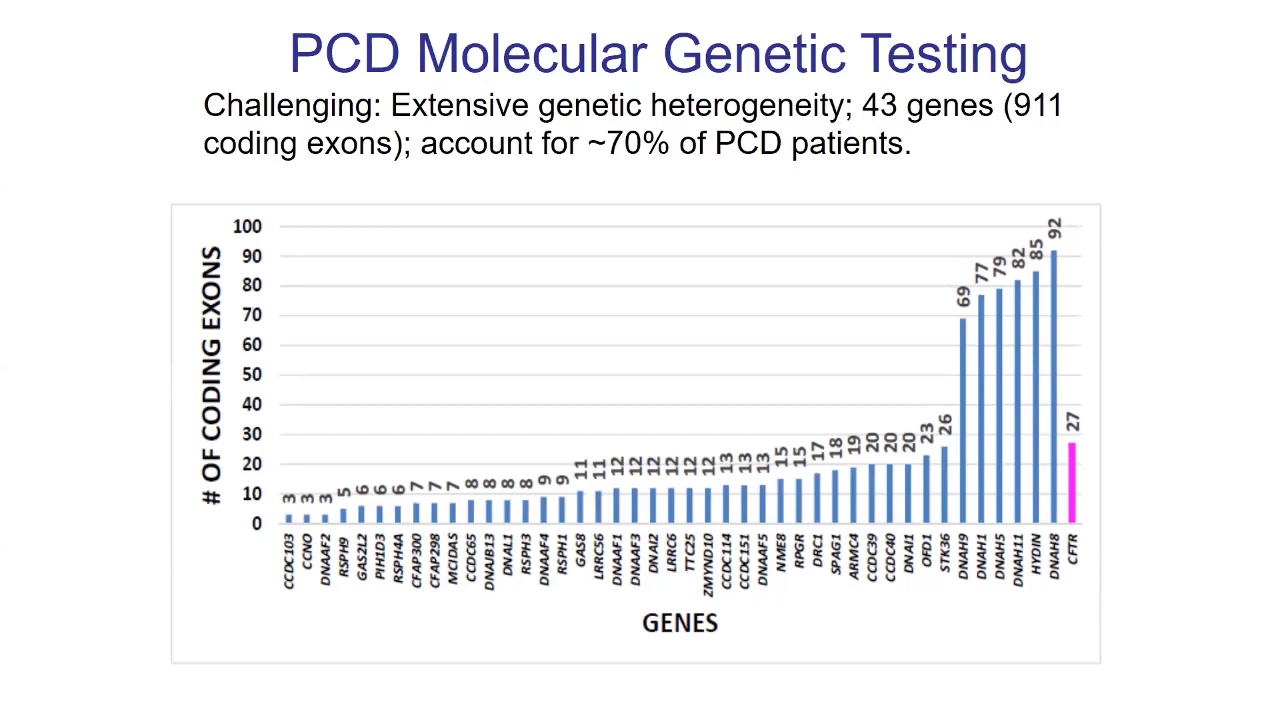 PCD Molecular Genetic Testing
Challenging: Extensive genetic heterogeneity; 43 genes (911
coding exons); account for ~70% of PCD patients.
# OF CODING EXONS
100
90
80
70
60
50
40
30
20
10
0
3 3 3 5 6 6 6 7 7 7 8 8 8 8 9 9 11 11 12 12 12 12 12 12 13 13 13 15 15 17 18 19 20 20 20 23 26 69 77 79 82 85 92 27
CCDC103
CCNO
DNAAF2
RSPH9
GAS2L2
PIH1D3
RSPH4A
CFAP300
CFAP298
MCIDAS
CCDC65
DNAJB13
DNAL1
RSPH3
DNAAF4
RSPH1
GAS8
LRRC56
DNAAF1
DNAAF3
DNAI2
LRRC6
TTC25
ZMYND10
CCDC114
CCDC151
DNAAF5
NME8
RPGR
DRC1
SPAG1
ARMC4
CCDC39
CCDC40
DNAI1
OFD1
STK36
DNAH9
DNAH1
DNAH5
DNAH11
HYDIN
DNAH8
CFTR
GENES